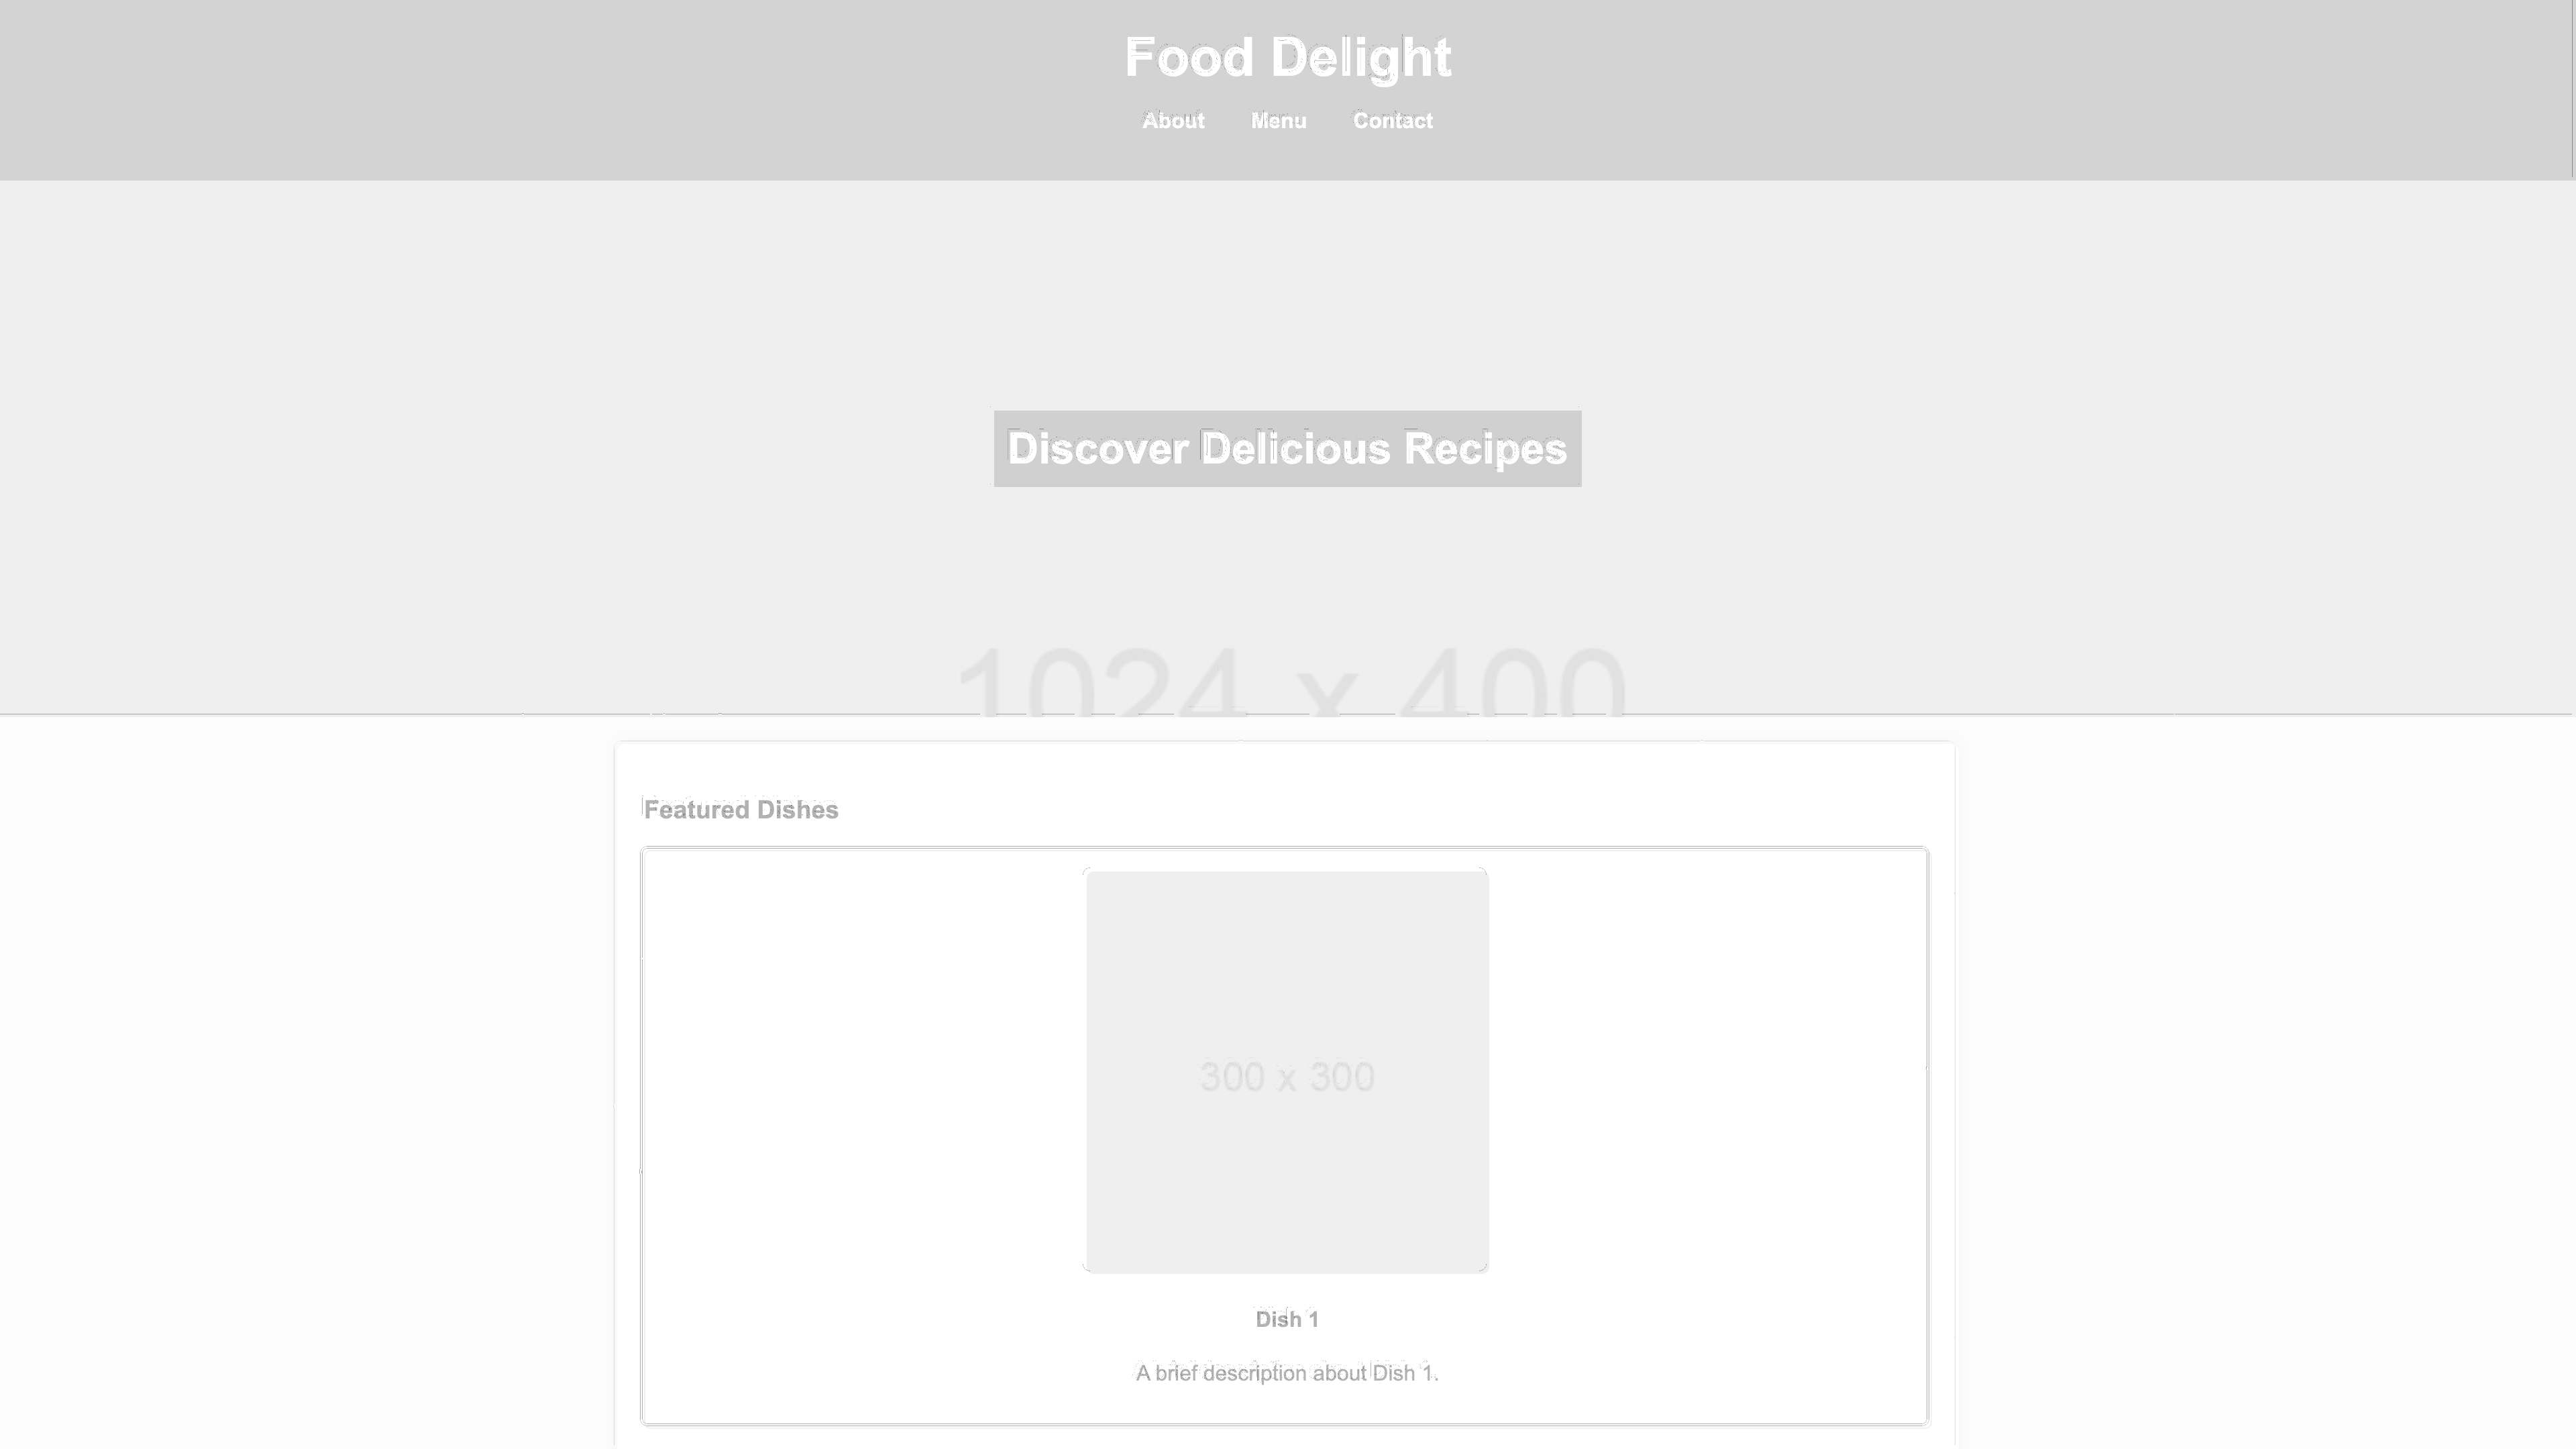 Food Delight
About Menu Contact
Discover Delicious Recipes
1024 x 400
Featured Dishes
300 x 300
Dish 1
A brief description about Dish 1.